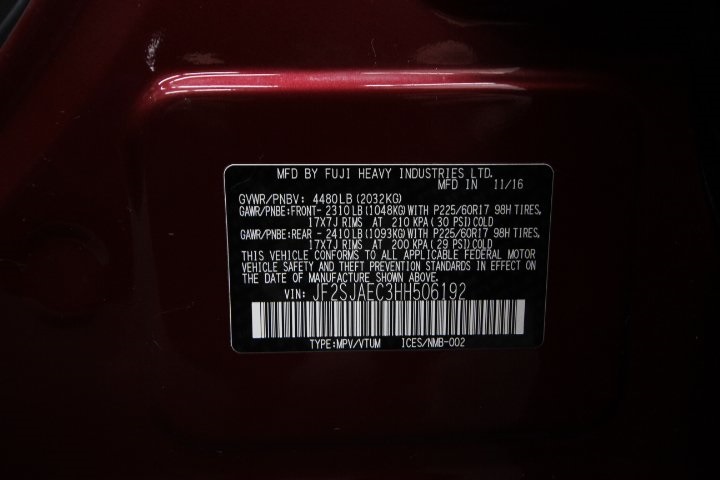 MFD BY FUJI HEAVY INDUSTRIES LTD.
MFD IN 11/16
GVWR/PNBV: 4480LB (2032KG)
GAWR/PNBE:FRONT- 2310LB (1048KG) WITH P225/60R17 98H TIRES,
17X7J RIMS AT 210 KPA (30 PSI) COLD
GAWR/PNBE:REAR - 2410LB (1093KG) WITH P225/60R17 98H TIRES,
17X7J RIMS AT 200 KPA (29 PSI) COLD
THIS VEHICLE CONFORMS TO ALL APPLICABLE FEDERAL MOTOR
VEHICLE SAFETY AND THEFT PREVENTION STANDARDS IN EFFECT ON
THE DATE OF MANUFACTURE SHOWN ABOVE.
VIN: JF2SJAEC3HH506192
TYPE:MPV/VTUM ICES/NMB-002